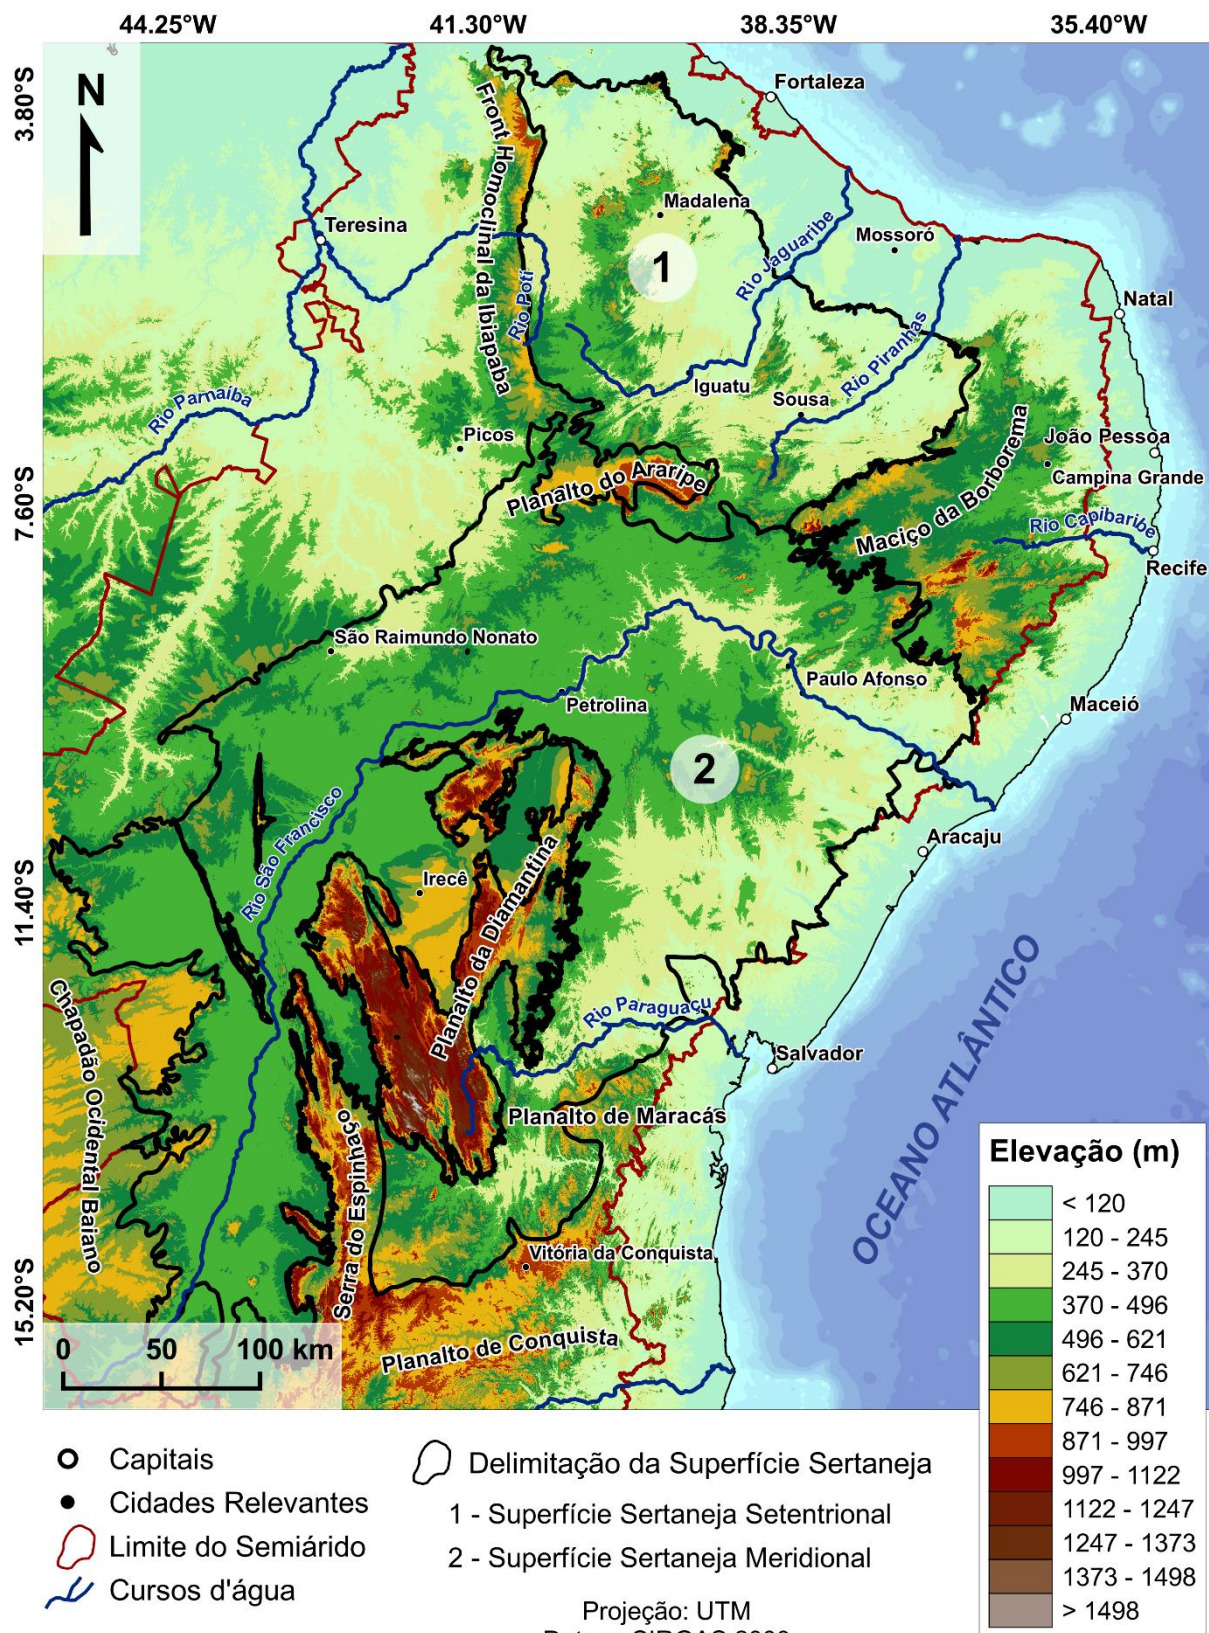 44.25°W 41.30°W 38.35°W 35.40°W
3.80°S
7.60°S
11.40°S
15.20°S
N
Fortaleza
Front Homoclinal da Ibiapaba
Madalena
Teresina
1
Mossoró
Rio Jaguaribe
Rio Poti
Natal
Rio Piranhas
Rio Parnaíba
Iguatu
Sousa
Picos
João Pessoa
Planalto do Araripe
Campina Grande
Maciço da Borborema
Rio Capibaribe
Recife
São Raimundo Nonato
Paulo Afonso
Petrolina
Maceió
2
Rio São Francisco
Aracaju
Irecê
Planalto da Diamantina
Chapadão Ocidental Baiano
Rio Paraguaçu
Salvador
OCEANO ATLÂNTICO
Planalto de Maracás
Serra do Espinhaço
Vitória da Conquista
Planalto de Conquista
0 50 100 km
Elevação (m)
< 120
120 - 245
245 - 370
370 - 496
496 - 621
621 - 746
746 - 871
871 - 997
997 - 1122
1122 - 1247
1247 - 1373
1373 - 1498
> 1498
Capitais
Cidades Relevantes
Limite do Semiárido
Cursos d'água
Delimitação da Superfície Sertaneja
1 - Superfície Sertaneja Setentrional
2 - Superfície Sertaneja Meridional
Projeção: UTM